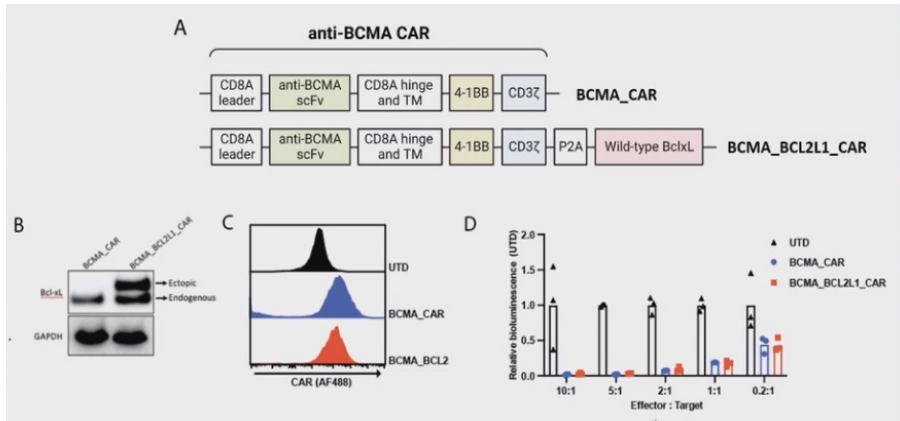 A
anti-BCMA CAR
CD8A leader
anti-BCMA scFv
CD8A hinge and TM
4-1BB
CD3ζ
BCMA_CAR
CD8A leader
anti-BCMA scFv
CD8A hinge and TM
4-1BB
CD3ζ
P2A
Wild-type BclxL
BCMA_BCL2L1_CAR
B
BCMA_CAR
BCMA_BCL2L1_CAR
Bcl-xL
Ectopic
Endogenous
GAPDH
C
UTD
BCMA_CAR
BCMA_BCL2
CAR (AF488)
D
Relative bioluminescence (UTD)
2.0
1.5
1.0
0.5
0.0
10:1
5:1
2:1
1:1
0.2:1
Effector : Target
UTD
BCMA_CAR
BCMA_BCL2L1_CAR